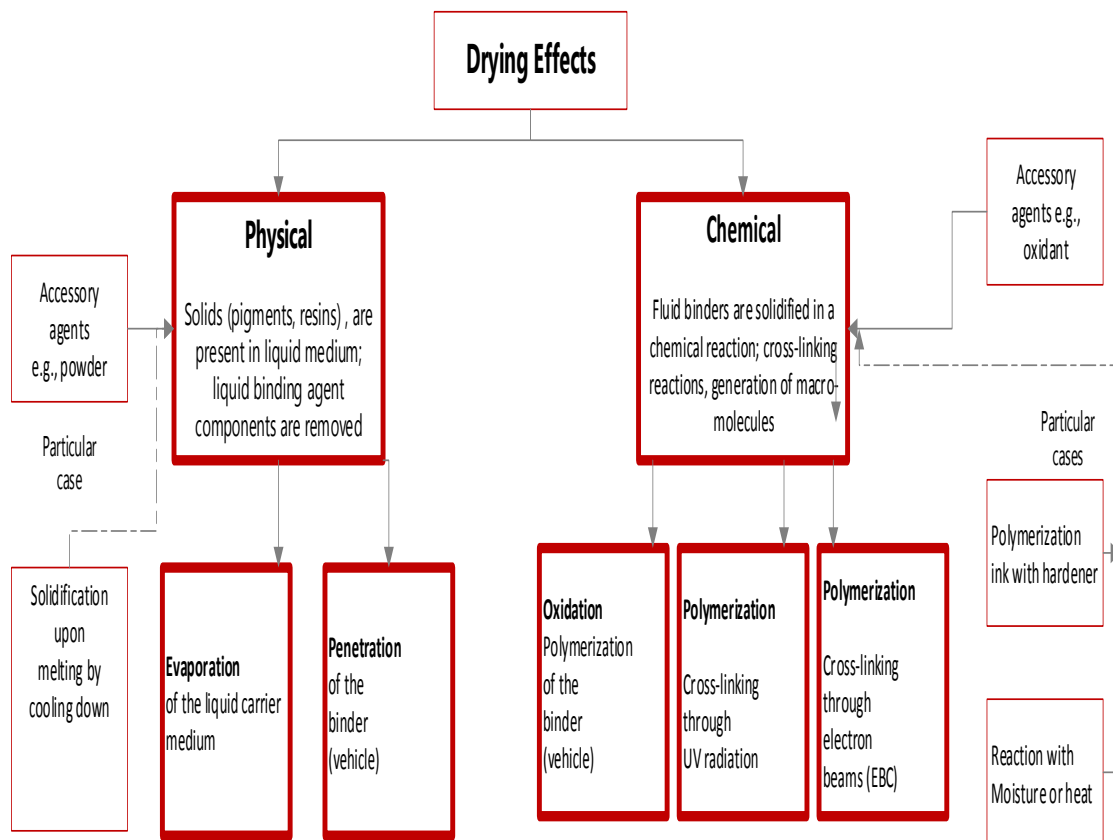 Drying Effects
Physical
Solids (pigments, resins) , are
present in liquid medium;
liquid binding agent
components are removed
Chemical
Fluid binders are solidified in a
chemical reaction; cross-linking
reactions, generation of macro-
molecules
Accessory
agents e.g.,
oxidant
Accessory
agents
e.g., powder
Particular
case
Particular
cases
Solidification
upon
melting by
cooling down
Evaporation
of the liquid carrier
medium
Penetration
of the
binder
(vehicle)
Oxidation
Polymerization
of the
binder
(vehicle)
Polymerization
Cross-linking
through
UV radiation
Polymerization
Cross-linking
through
electron
beams (EBC)
Polymerization
ink with hardener
Reaction with
Moisture or heat